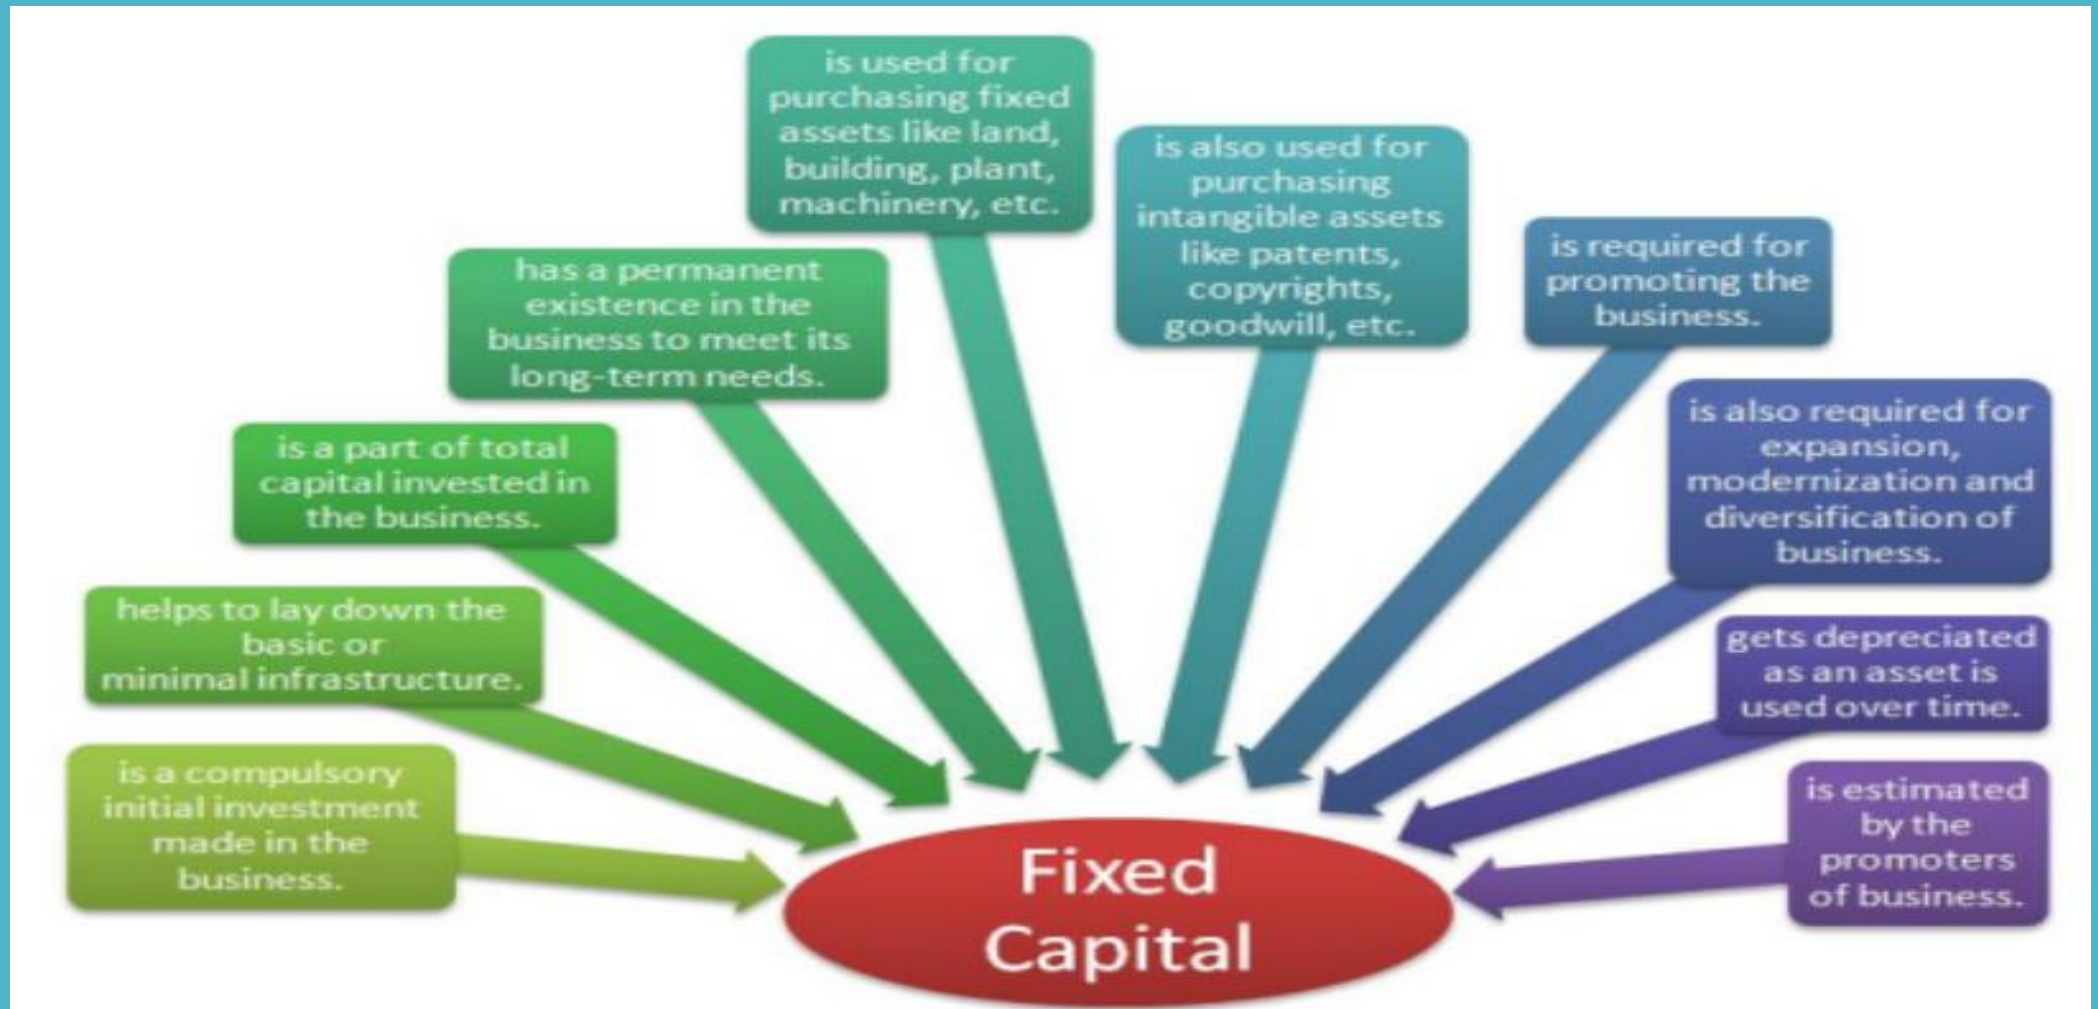 is a compulsory
initial investment
made in the
business.
helps to lay down the
basic or
minimal infrastructure.
is a part of total
capital invested in
the business.
has a permanent
existence in the
business to meet its
long-term needs.
is used for
purchasing fixed
assets like land,
building, plant,
machinery, etc.
is also used for
purchasing
intangible assets
like patents,
copyrights,
goodwill, etc.
is required for
promoting the
business.
is also required for
expansion,
modernization and
diversification of
business.
gets depreciated
as an asset is
used over time.
is estimated
by the
promoters
of business.
Fixed
Capital